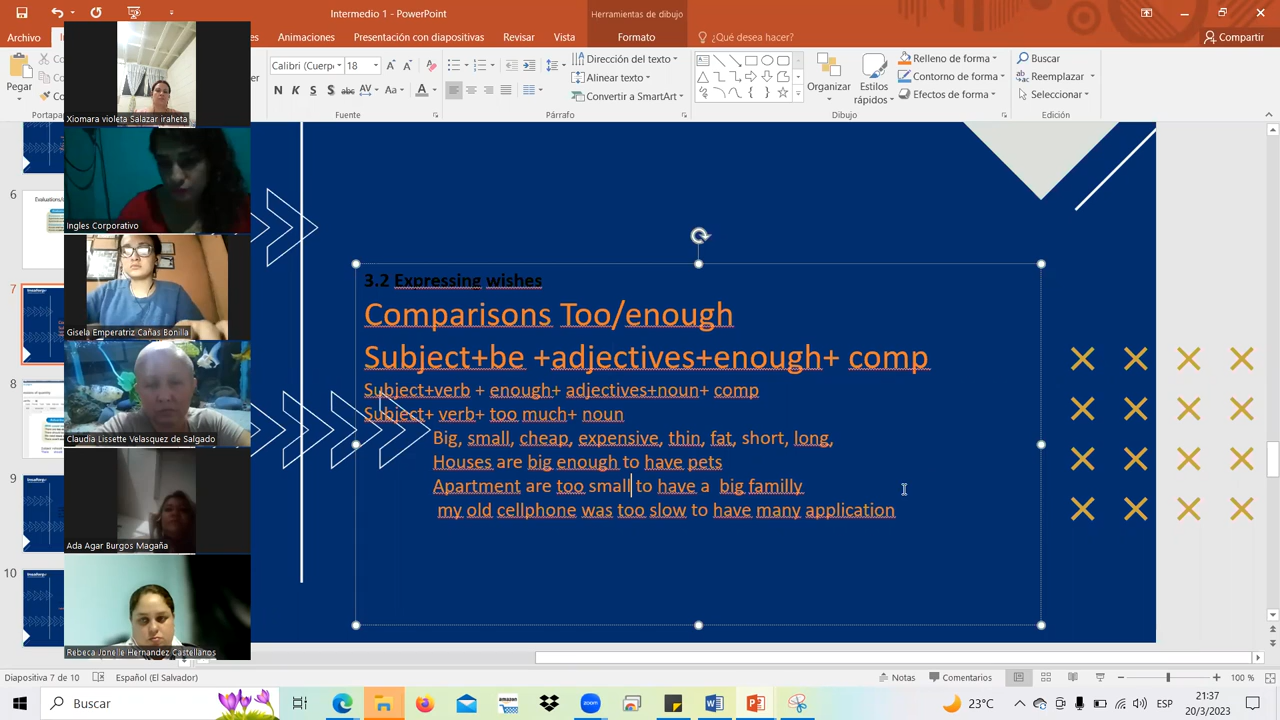 Intermedio 1 - PowerPoint
Herramientas de dibujo
Archivo
Animaciones
Presentación con diapositivas
Revisar
Vista
Formato
¿Qué desea hacer?
Compartir
Calibri (Cuerp
18
Dirección del texto
Alinear texto
Convertir a SmartArt
Organizar
Estilos
rápidos
Relleno de forma
Contorno de forma
Efectos de forma
Buscar
Reemplazar
Seleccionar
N K S S abc AV Aa A
Fuente
Párrafo
Dibujo
Edición
Xiomara violeta Salazar iraheta
Ingles Corporativo
Gisela Emperatriz Cañas Bonilla
Claudia Lissette Velasquez de Salgado
Ada Agar Burgos Magaña
Rebeca Jonelle Hernandez Castellanos
3.2 Expressing wishes
Comparisons Too/enough
Subject+be +adjectives+enough+ comp
Subject+verb + enough+ adjectives+noun+ comp
Subject+ verb+ too much+ noun
Big, small, cheap, expensive, thin, fat, short, long,
Houses are big enough to have pets
Apartment are too small to have a big familly
my old cellphone was too slow to have many application
Diapositiva 7 de 10
Español (El Salvador)
Notas
Comentarios
100 %
Buscar
amazon
zoom
23°C
ESP
21:37
20/3/2023